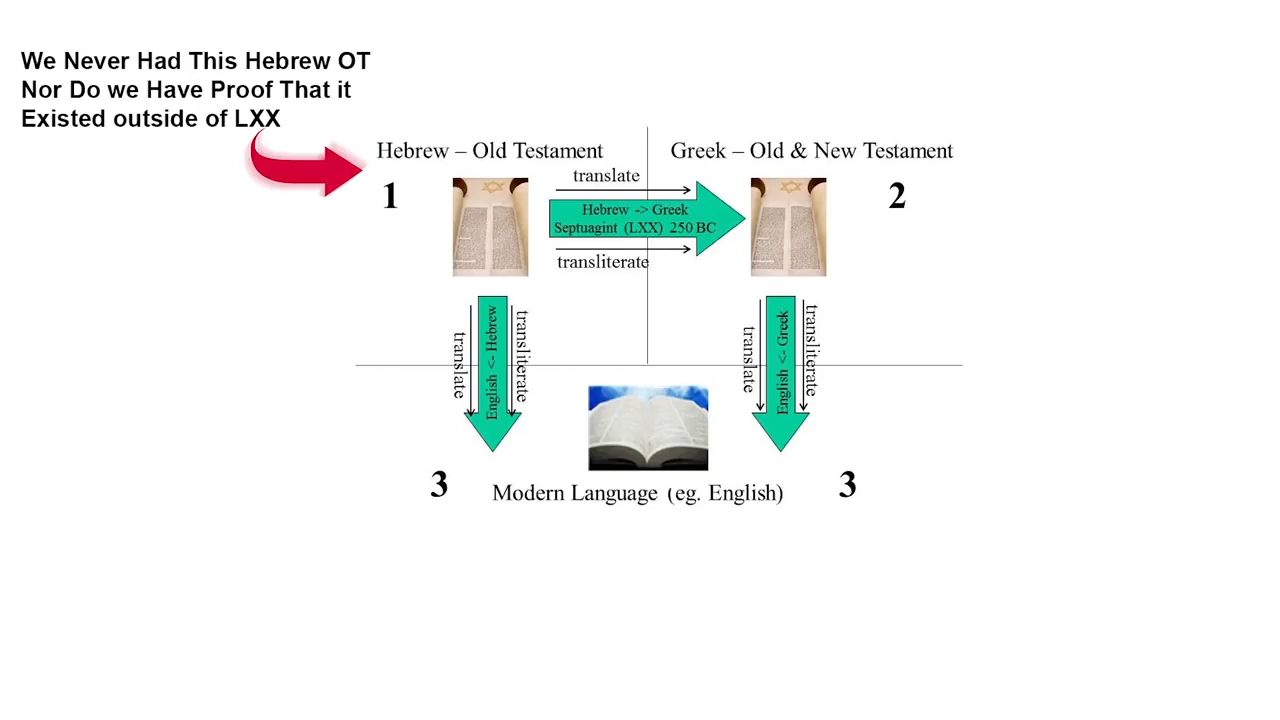 We Never Had This Hebrew OT
Nor Do we Have Proof That it
Existed outside of LXX
Hebrew – Old Testament
Greek – Old & New Testament
1
translate
2
Hebrew -> Greek
Septuagint (LXX) 250 BC
transliterate
translate
English <- Hebrew
transliterate
translate
English <- Greek
transliterate
3
Modern Language (eg. English)
3